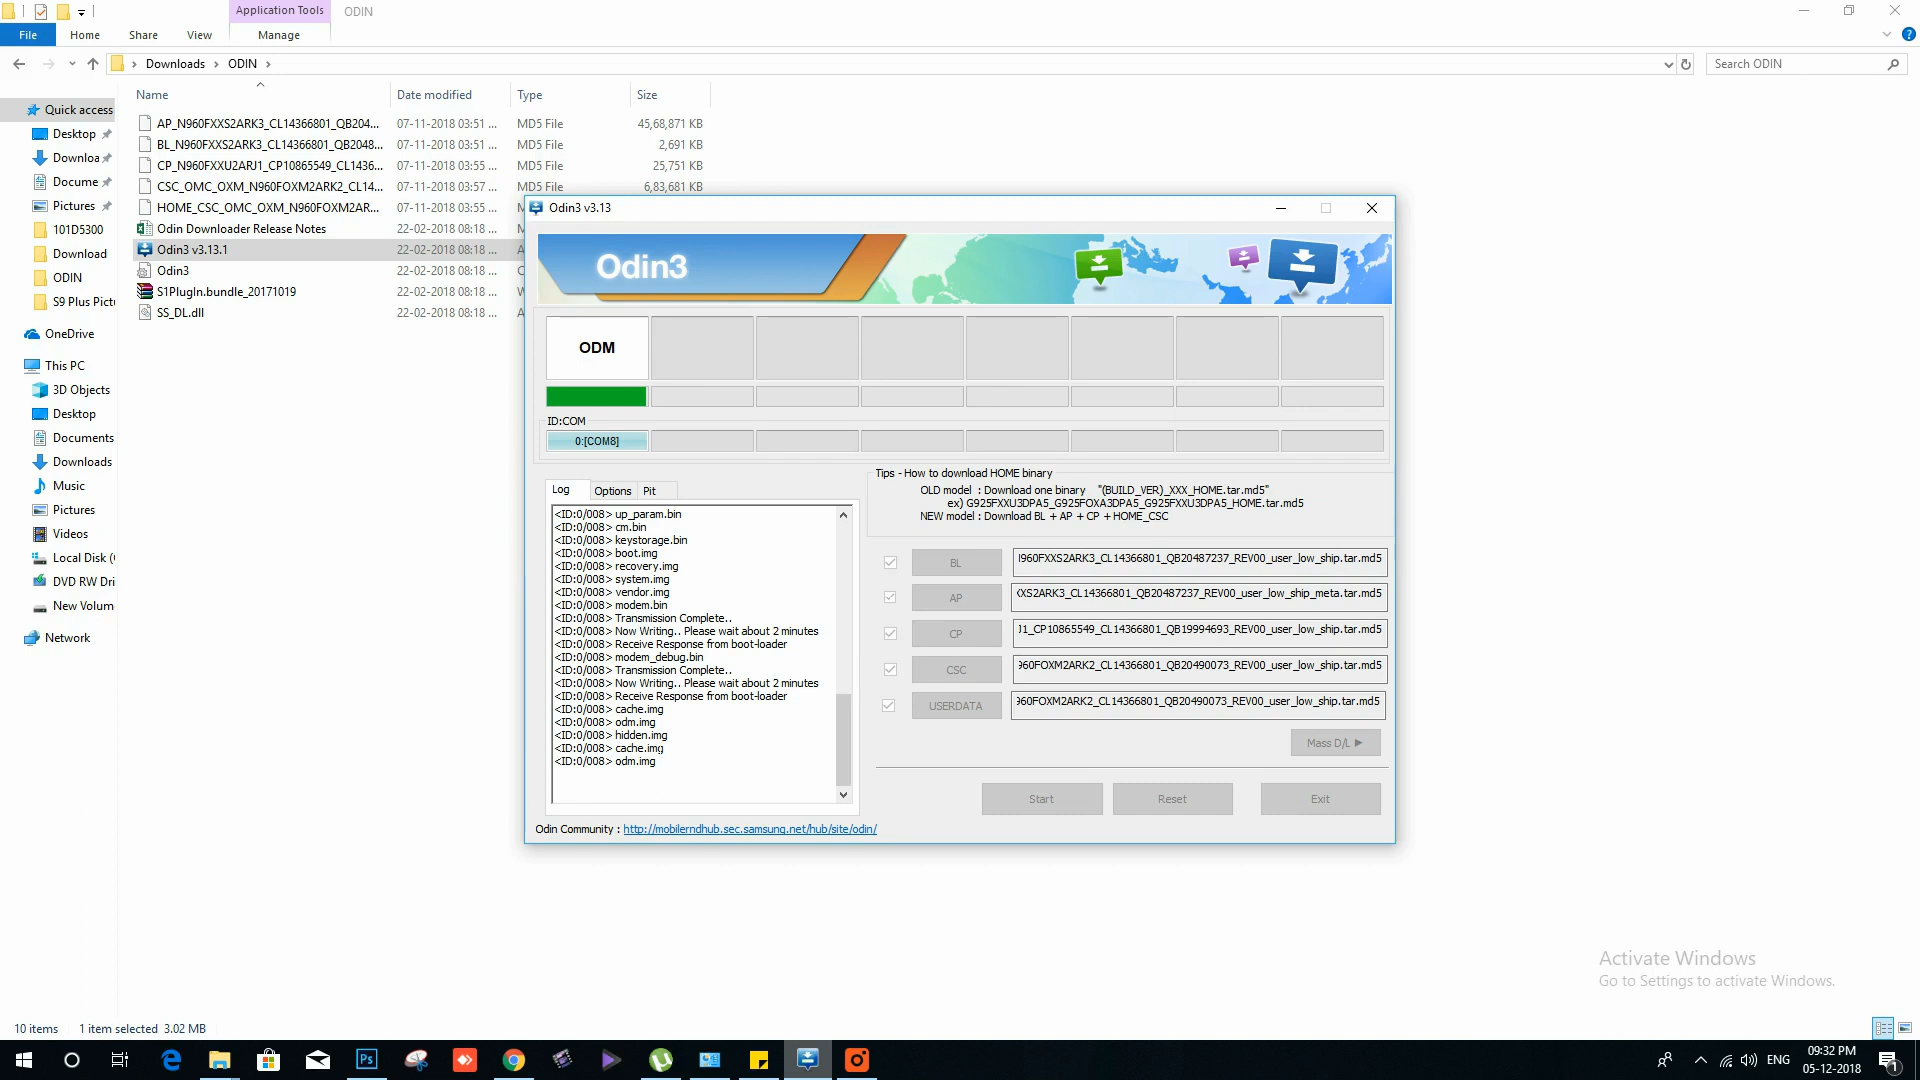 Application Tools
ODIN
File
Home
Share
View
Manage
Downloads
ODIN
Search ODIN
Name
Date modified
Type
Size
AP_N960FXXS2ARK3_CL14366801_QB204...
07-11-2018 03:51 ...
MD5 File
45,68,871 KB
BL_N960FXXS2ARK3_CL14366801_QB2048...
07-11-2018 03:51 ...
MD5 File
2,691 KB
CP_N960FXXU2ARJ1_CP10865549_CL1436...
07-11-2018 03:55 ...
MD5 File
25,751 KB
CSC_OMC_OXM_N960FOXM2ARK2_CL14...
07-11-2018 03:57 ...
MD5 File
6,83,681 KB
HOME_CSC_OMC_OXM_N960FOXM2AR...
07-11-2018 03:55 ...
Odin Downloader Release Notes
22-02-2018 08:18 ...
Odin3 v3.13.1
22-02-2018 08:18 ...
Odin3
22-02-2018 08:18 ...
S1PlugIn.bundle_20171019
22-02-2018 08:18 ...
SS_DL.dll
22-02-2018 08:18 ...
Quick access
Desktop
Downloa
Docume
Pictures
101D5300
Download
ODIN
S9 Plus Pict
OneDrive
This PC
3D Objects
Desktop
Documents
Downloads
Music
Pictures
Videos
Local Disk (
DVD RW Dri
New Volum
Network
Odin3 v3.13
Odin3
ODM
ID:COM
0:[COM8]
Log
Options
Pit
<ID:0/008> up_param.bin
<ID:0/008> cm.bin
<ID:0/008> keystorage.bin
<ID:0/008> boot.img
<ID:0/008> recovery.img
<ID:0/008> system.img
<ID:0/008> vendor.img
<ID:0/008> modem.bin
<ID:0/008> Transmission Complete..
<ID:0/008> Now Writing.. Please wait about 2 minutes
<ID:0/008> Receive Response from boot-loader
<ID:0/008> modem_debug.bin
<ID:0/008> Transmission Complete..
<ID:0/008> Now Writing.. Please wait about 2 minutes
<ID:0/008> Receive Response from boot-loader
<ID:0/008> cache.img
<ID:0/008> odm.img
<ID:0/008> hidden.img
<ID:0/008> cache.img
<ID:0/008> odm.img
Tips - How to download HOME binary
OLD model : Download one binary "(BUILD_VER)_XXX_HOME.tar.md5"
ex) G925FXXU3DPA5_G925FOXA3DPA5_G925FXXU3DPA5_HOME.tar.md5
NEW model : Download BL + AP + CP + HOME_CSC
BL
960FXXS2ARK3_CL14366801_QB20487237_REV00_user_low_ship.tar.md5
AP
XS2ARK3_CL14366801_QB20487237_REV00_user_low_ship_meta.tar.md5
CP
J1_CP10865549_CL14366801_QB19994693_REV00_user_low_ship.tar.md5
CSC
960FOXM2ARK2_CL14366801_QB20490073_REV00_user_low_ship.tar.md5
USERDATA
960FOXM2ARK2_CL14366801_QB20490073_REV00_user_low_ship.tar.md5
Mass D/L
Start
Reset
Exit
Odin Community : http://mobilerndhub.sec.samsung.net/hub/site/odin/
Activate Windows
Go to Settings to activate Windows.
10 items
1 item selected 3.02 MB
Ps
ENG
09:32 PM
05-12-2018
1